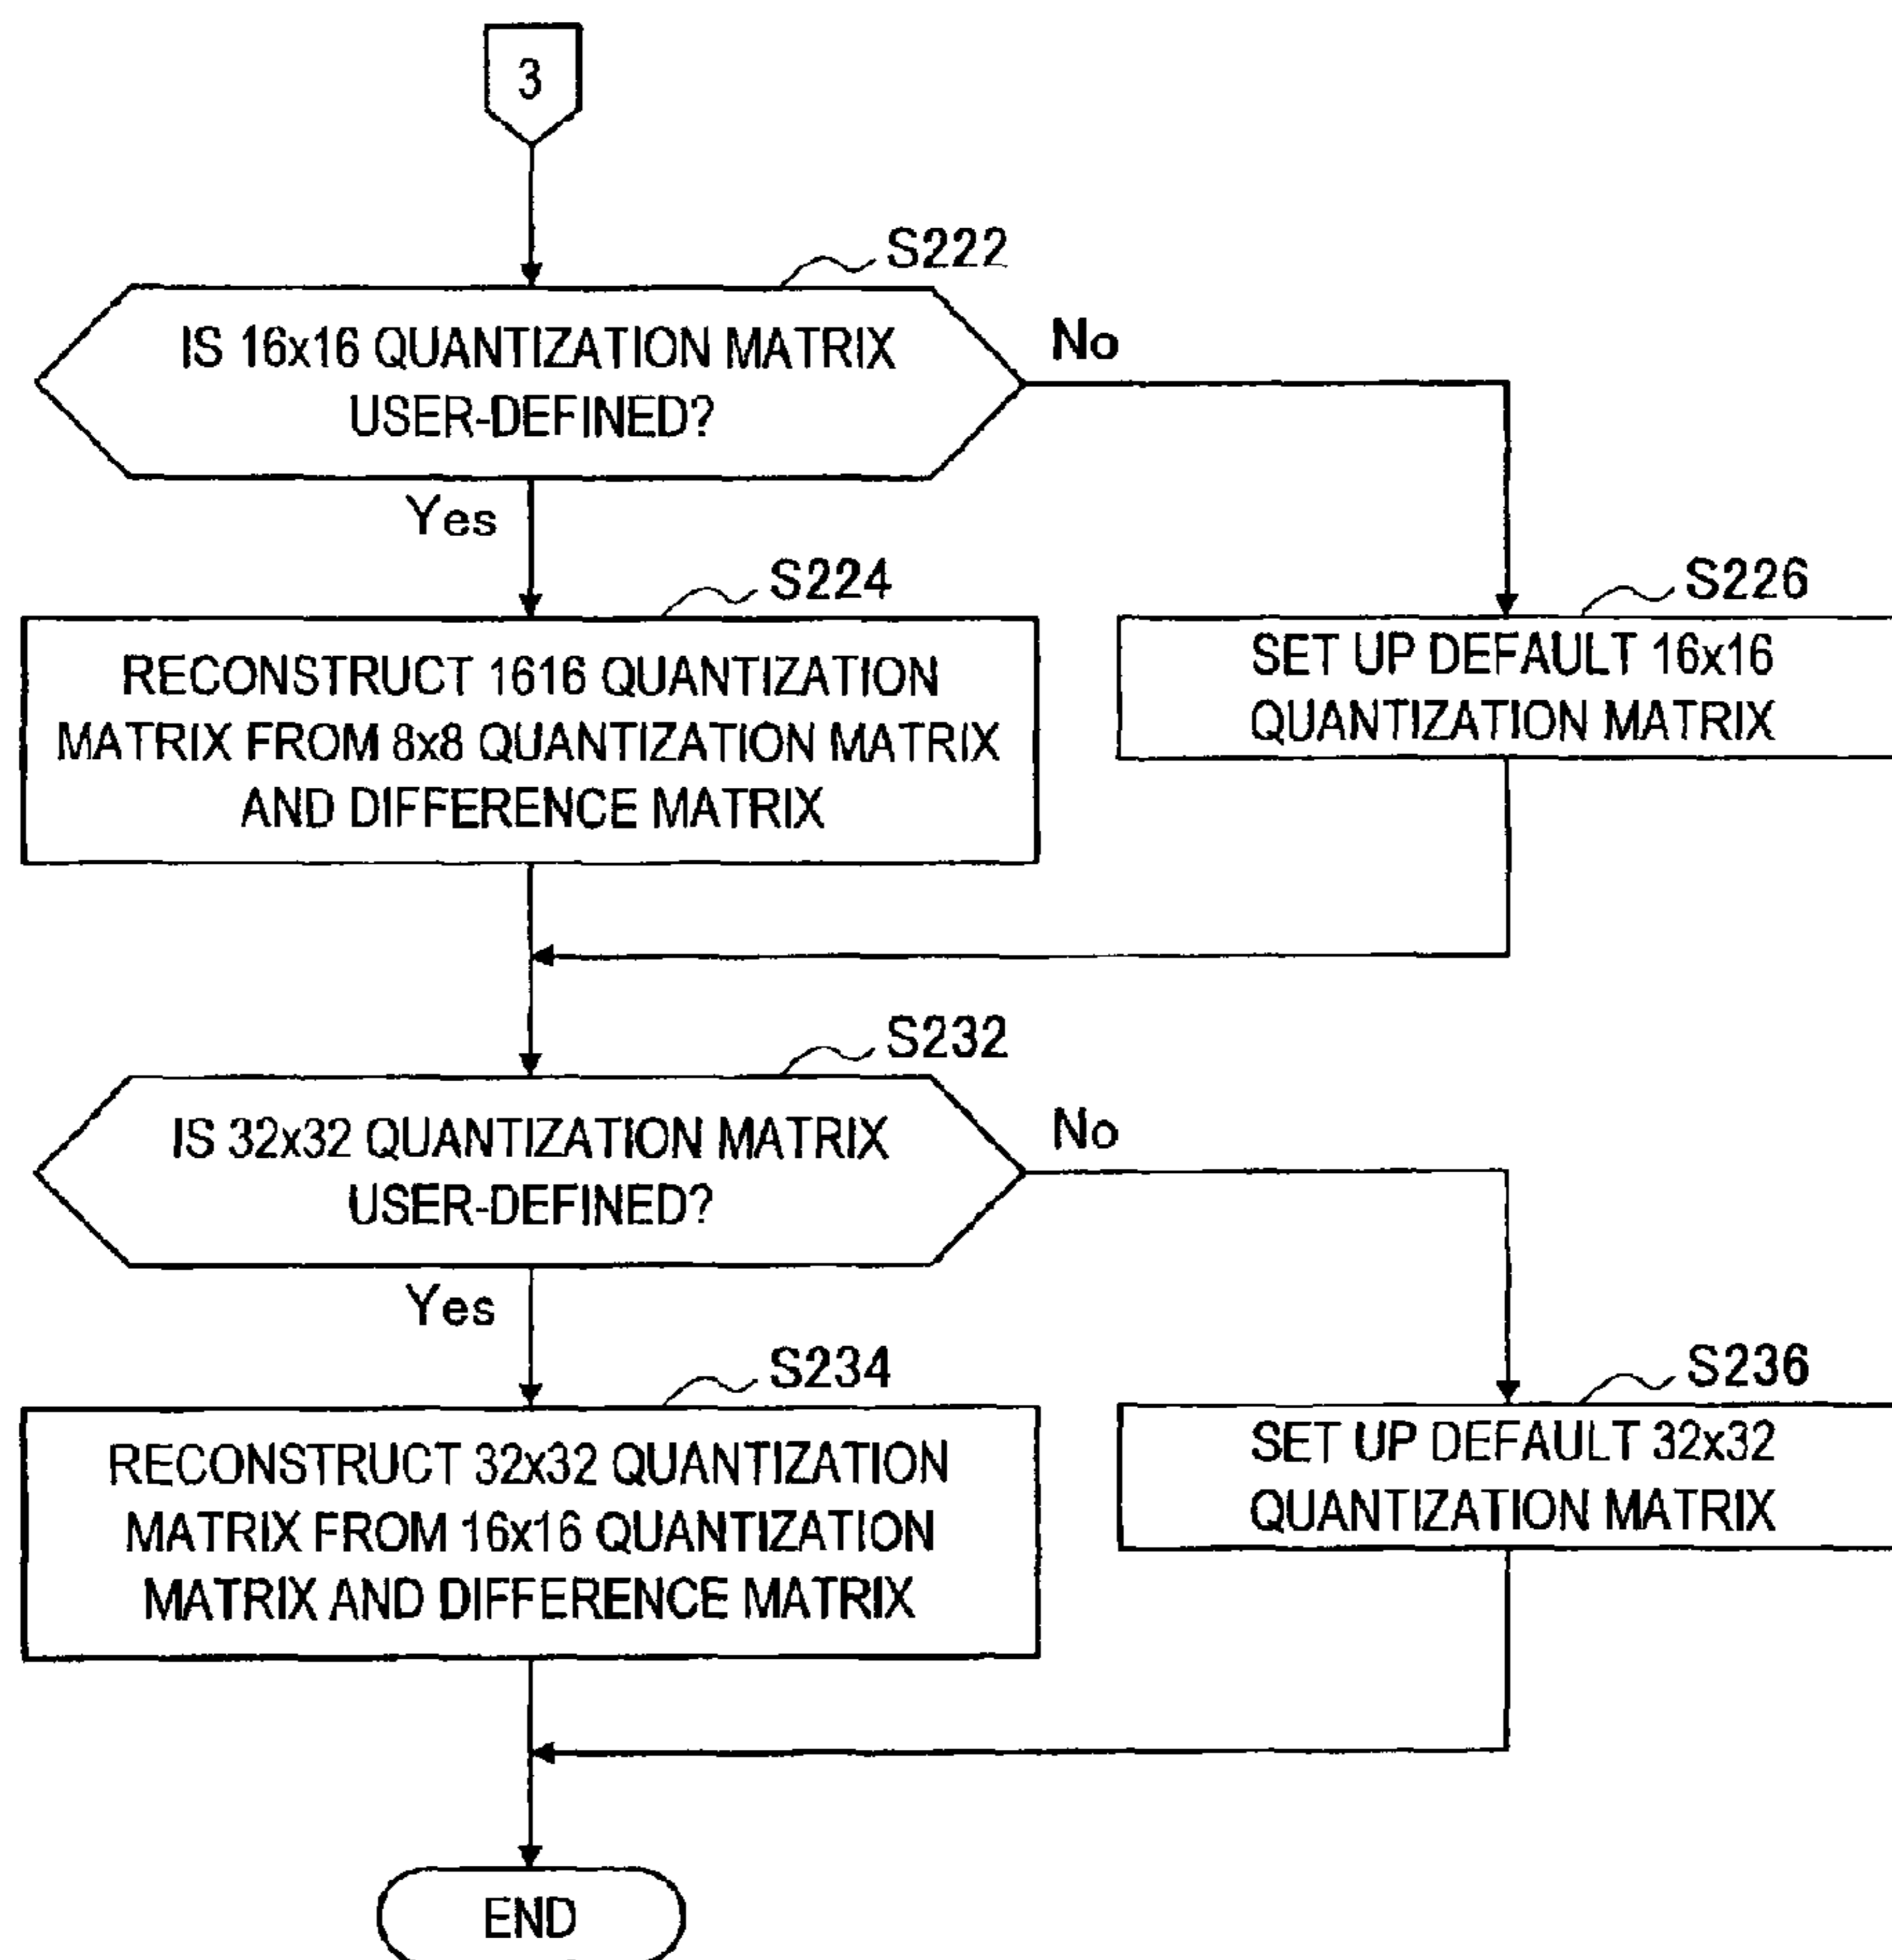 3
S222
IS 16x16 QUANTIZATION MATRIX
USER-DEFINED?
No
Yes
S224
RECONSTRUCT 1616 QUANTIZATION
MATRIX FROM 8x8 QUANTIZATION MATRIX
AND DIFFERENCE MATRIX
S226
SET UP DEFAULT 16x16
QUANTIZATION MATRIX
S232
IS 32x32 QUANTIZATION MATRIX
USER-DEFINED?
No
Yes
S234
RECONSTRUCT 32x32 QUANTIZATION
MATRIX FROM 16x16 QUANTIZATION
MATRIX AND DIFFERENCE MATRIX
S236
SET UP DEFAULT 32x32
QUANTIZATION MATRIX
END